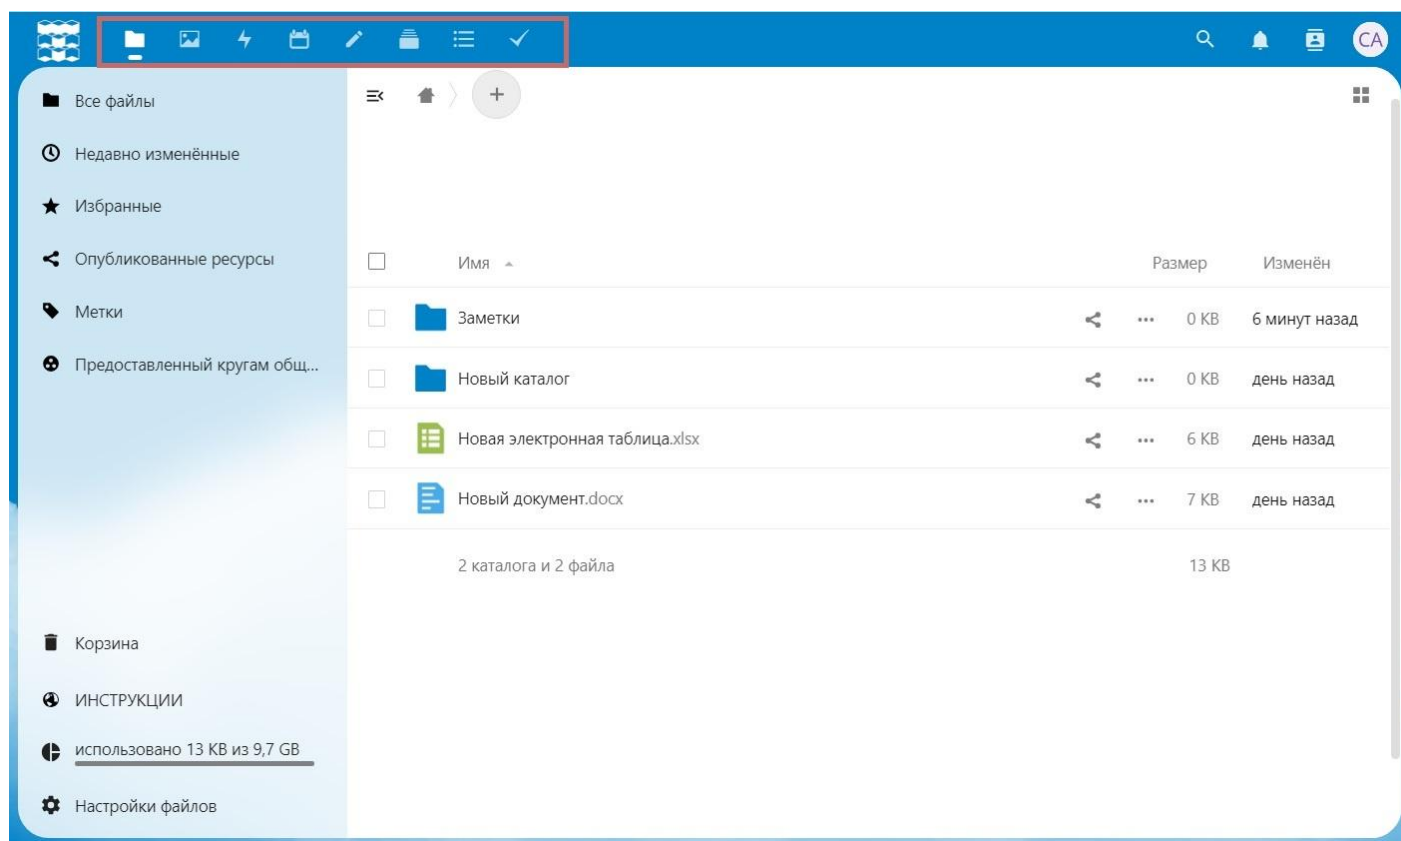 CA
Все файлы
Недавно изменённые
Избранные
Опубликованные ресурсы
Метки
Предоставленный кругам общ...
Корзина
ИНСТРУКЦИИ
использовано 13 KB из 9,7 GB
Настройки файлов
Имя Размер Изменён
Заметки 0 KB 6 минут назад
Новый каталог 0 KB день назад
Новая электронная таблица.xlsx 6 KB день назад
Новый документ.docx 7 KB день назад
2 каталога и 2 файла 13 KB